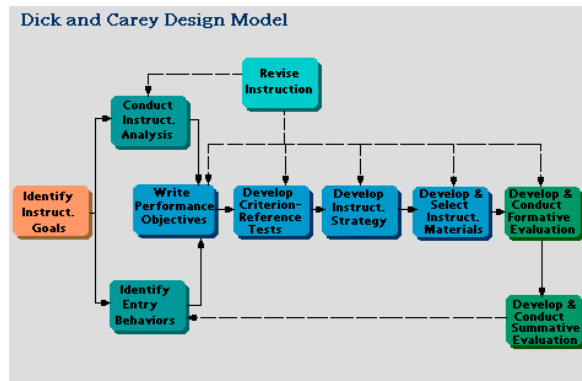 Dick and Carey Design Model
Revise
Instruction
Conduct
Instruct.
Analysis
Identify
Instruct.
Goals
Write
Performance
Objectives
Develop
Criterion-
Reference
Tests
Develop
Instruct.
Strategy
Develop &
Select
Instruct.
Materials
Develop &
Conduct
Formative
Evaluation
Identify
Entry
Behaviors
Develop &
Conduct
Summative
Evaluation